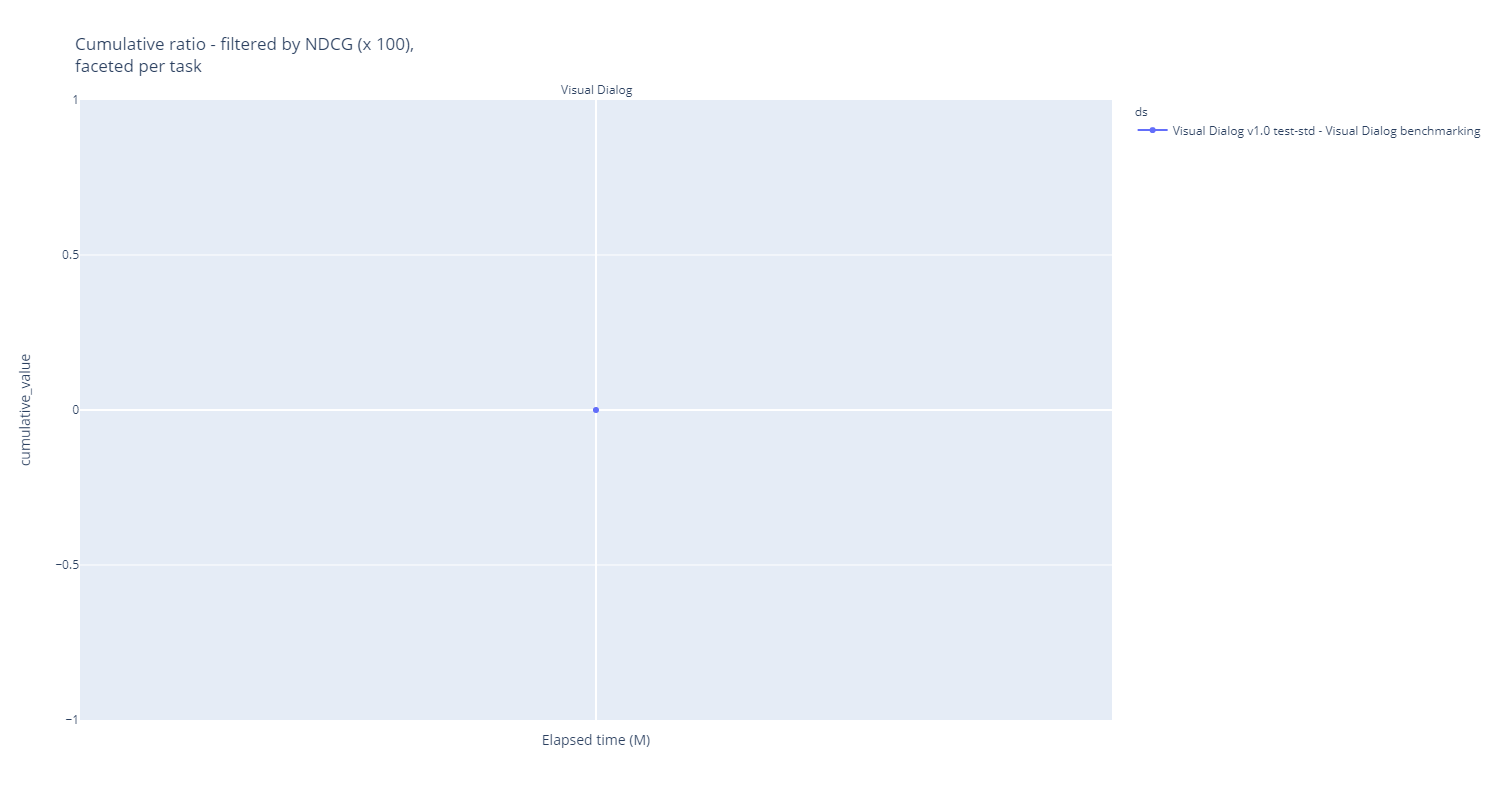 Cumulative ratio - filtered by NDCG (x 100),
faceted per task
Visual Dialog
1
0.5
0
−0.5
−1
cumulative_value
Elapsed time (M)
ds
Visual Dialog v1.0 test-std - Visual Dialog benchmarking